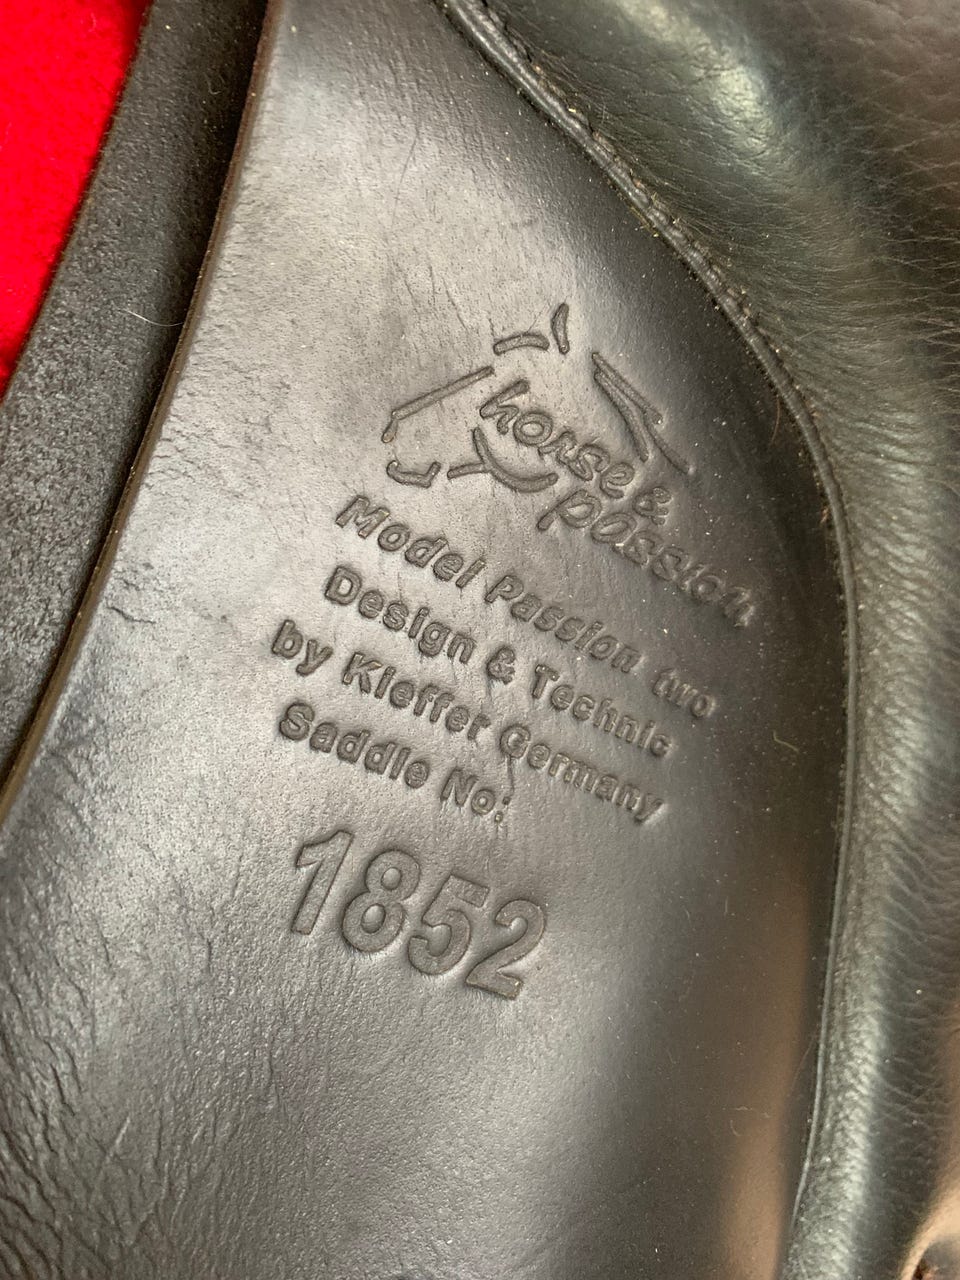 horse &
passion
Model Passion two
Design & Technic
by Kieffer Germany
Saddle No:
1852